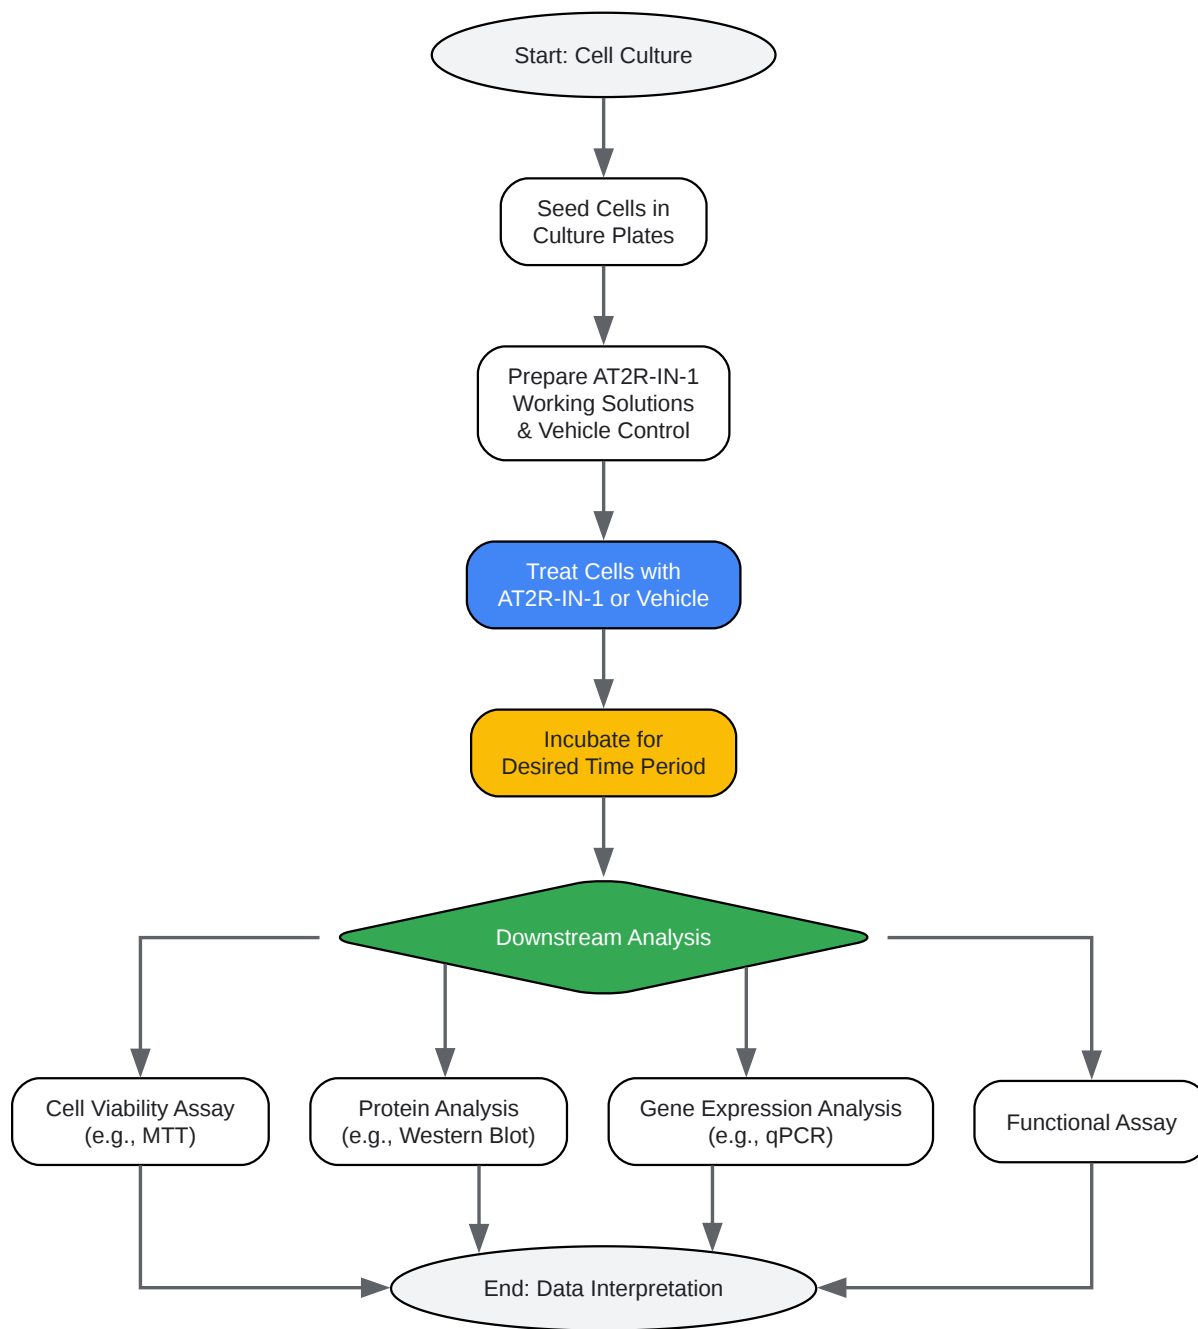 Start: Cell Culture
Seed Cells in
Culture Plates
Prepare AT2R-IN-1
Working Solutions
& Vehicle Control
Treat Cells with
AT2R-IN-1 or Vehicle
Incubate for
Desired Time Period
Downstream Analysis
Cell Viability Assay
(e.g., MTT)
Protein Analysis
(e.g., Western Blot)
Gene Expression Analysis
(e.g., qPCR)
Functional Assay
End: Data Interpretation